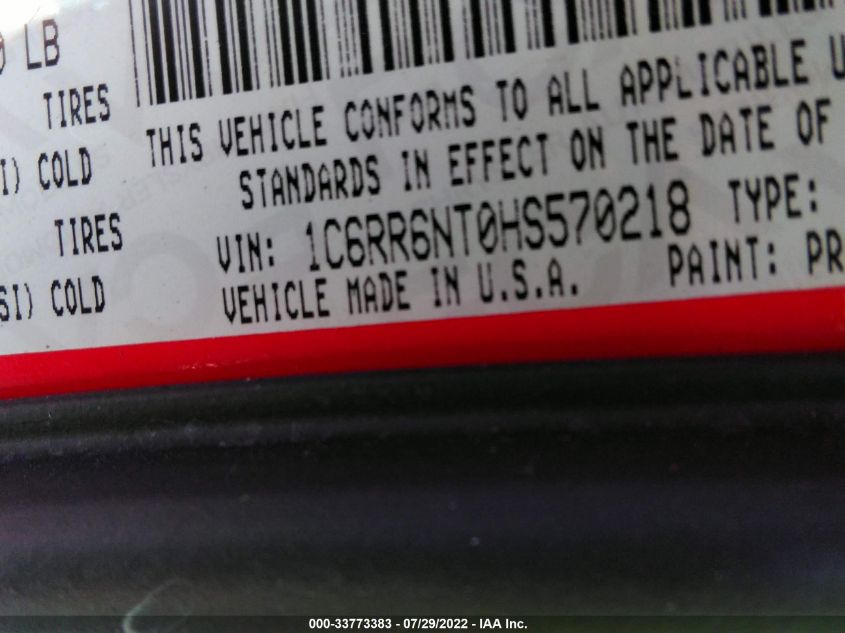 LB
TIRES
THIS VEHICLE CONFORMS TO ALL APPLICABLE U
I) COLD
STANDARDS IN EFFECT ON THE DATE OF
TIRES
VIN: 1C6RR6NT0HS570218 TYPE:
SI) COLD
VEHICLE MADE IN U.S.A. PAINT: PR
000-33773383 - 07/29/2022 - IAA Inc.